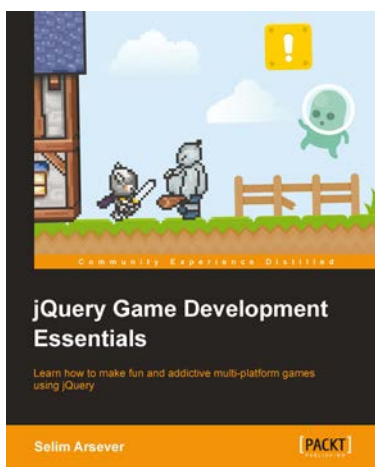 !
Community Experience Distilled
jQuery Game Development
Essentials
Learn how to make fun and addictive multi-platform games
using jQuery
Selim Arsever
[PACKT]
PUBLISHING